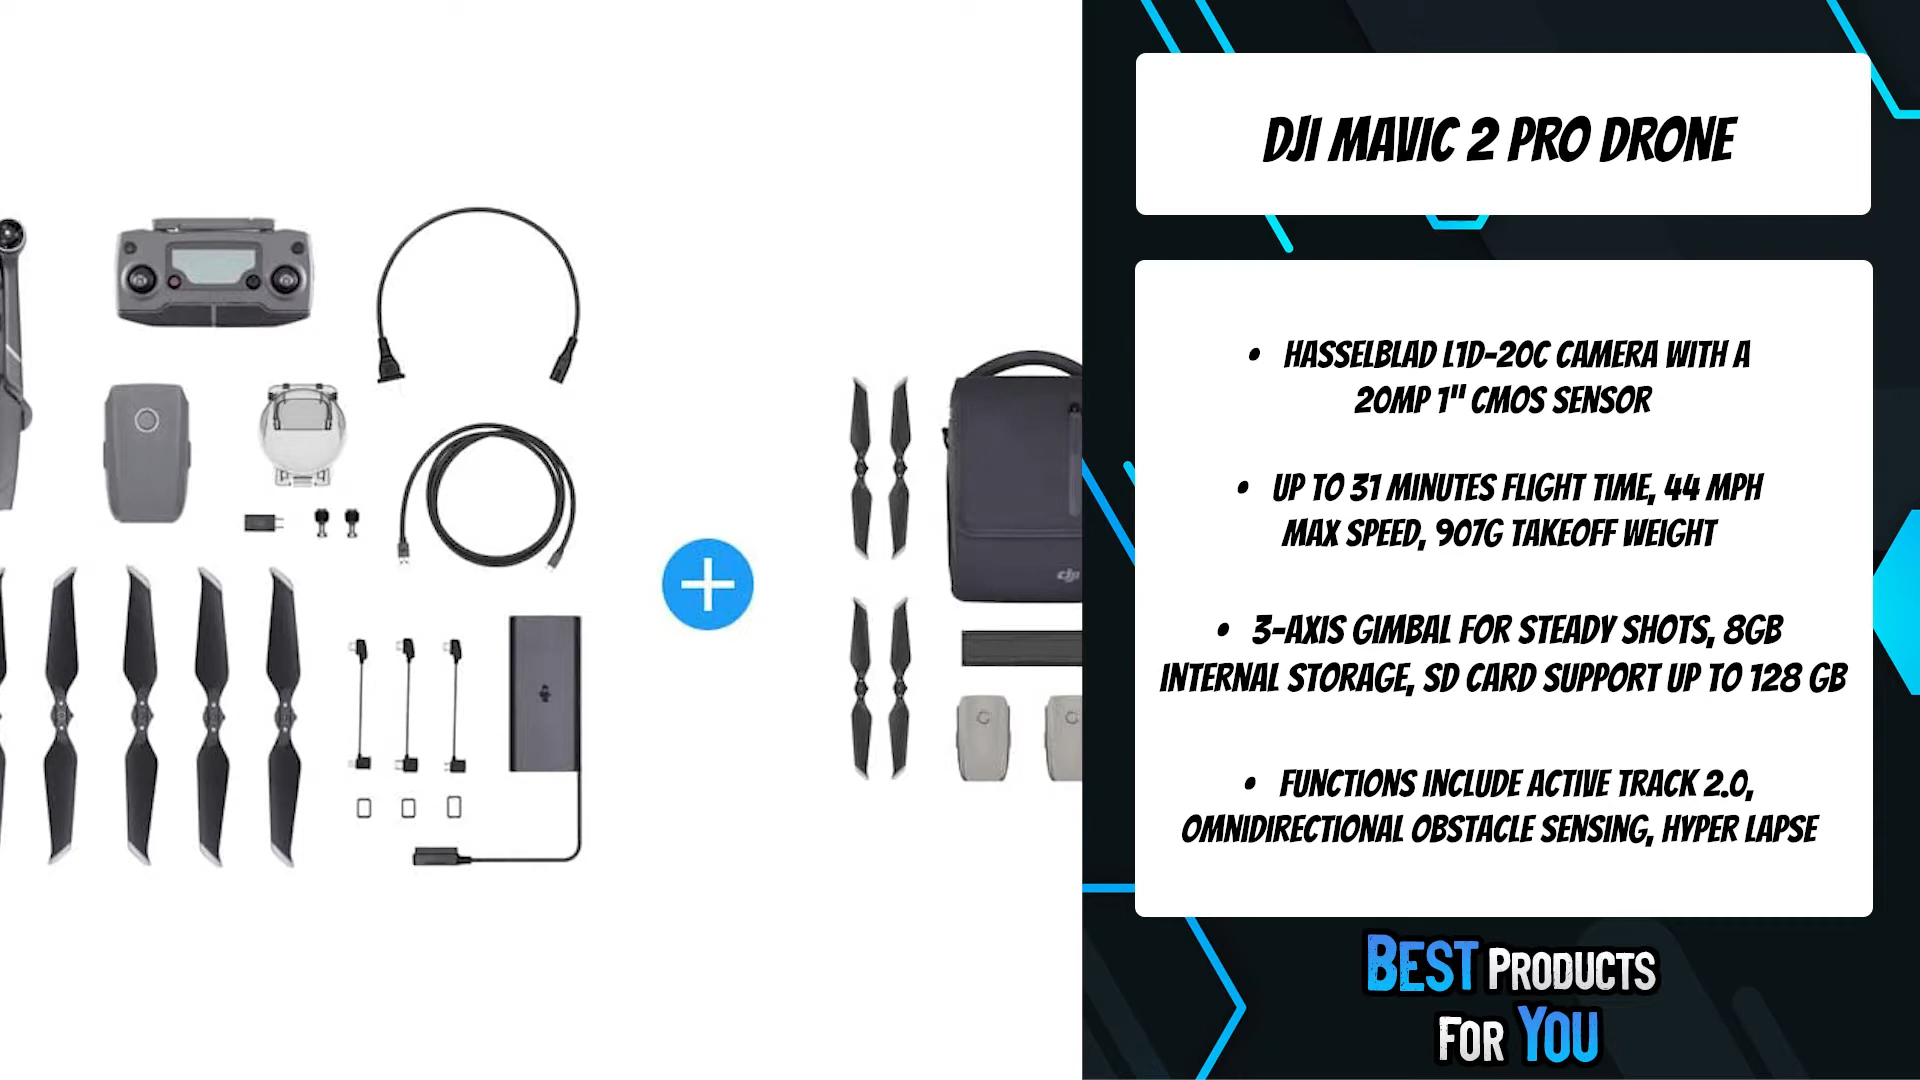 DJI MAVIC 2 PRO DRONE
• HASSELBLAD L1D-20C CAMERA WITH A
20MP 1" CMOS SENSOR
• UP TO 31 MINUTES FLIGHT TIME, 44 MPH
MAX SPEED, 907G TAKEOFF WEIGHT
• 3-AXIS GIMBAL FOR STEADY SHOTS, 8GB
INTERNAL STORAGE, SD CARD SUPPORT UP TO 128 GB
• FUNCTIONS INCLUDE ACTIVE TRACK 2.0,
OMNIDIRECTIONAL OBSTACLE SENSING, HYPER LAPSE
dji
BEST PRODUCTS
FOR YOU